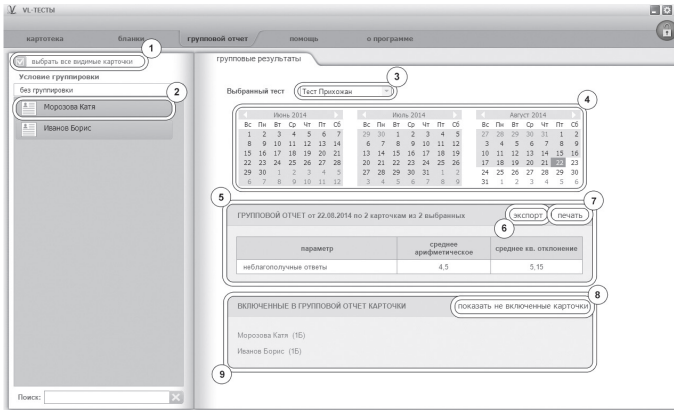 VL-ТЕСТЫ
картотека бланки групповой отчет помощь о программе
1
выбрать все видимые карточки
Условие группировки
без группировки
2
Морозова Катя
Иванов Борис
Поиск:
групповые результаты
3
Выбранный тест Тест Прихожан
4
Июнь 2014 Июль 2014 Август 2014
Вс Пн Вт Ср Чт Пт Сб Вс Пн Вт Ср Чт Пт Сб Вс Пн Вт Ср Чт Пт Сб
1 2 3 4 5 6 7 29 30 1 2 3 4 5 27 28 29 30 31 1 2
8 9 10 11 12 13 14 6 7 8 9 10 11 12 3 4 5 6 7 8 9
15 16 17 18 19 20 21 13 14 15 16 17 18 19 10 11 12 13 14 15 16
22 23 24 25 26 27 28 20 21 22 23 24 25 26 17 18 19 20 21 22 23
29 30 1 2 3 4 5 27 28 29 30 31 1 2 24 25 26 27 28 29 30
6 7 8 9 10 11 12 3 4 5 6 7 8 9 31 1 2 3 4 5 6
5
7
ГРУППОВОЙ ОТЧЕТ от 22.08.2014 по 2 карточкам из 2 выбранных экспорт печать
6
параметр среднее арифметическое среднее кв. отклонение
неблагополучные ответы 4,5 5,15
8
ВКЛЮЧЕННЫЕ В ГРУППОВОЙ ОТЧЕТ КАРТОЧКИ показать не включенные карточки
Морозова Катя (1Б)
Иванов Борис (1Б)
9